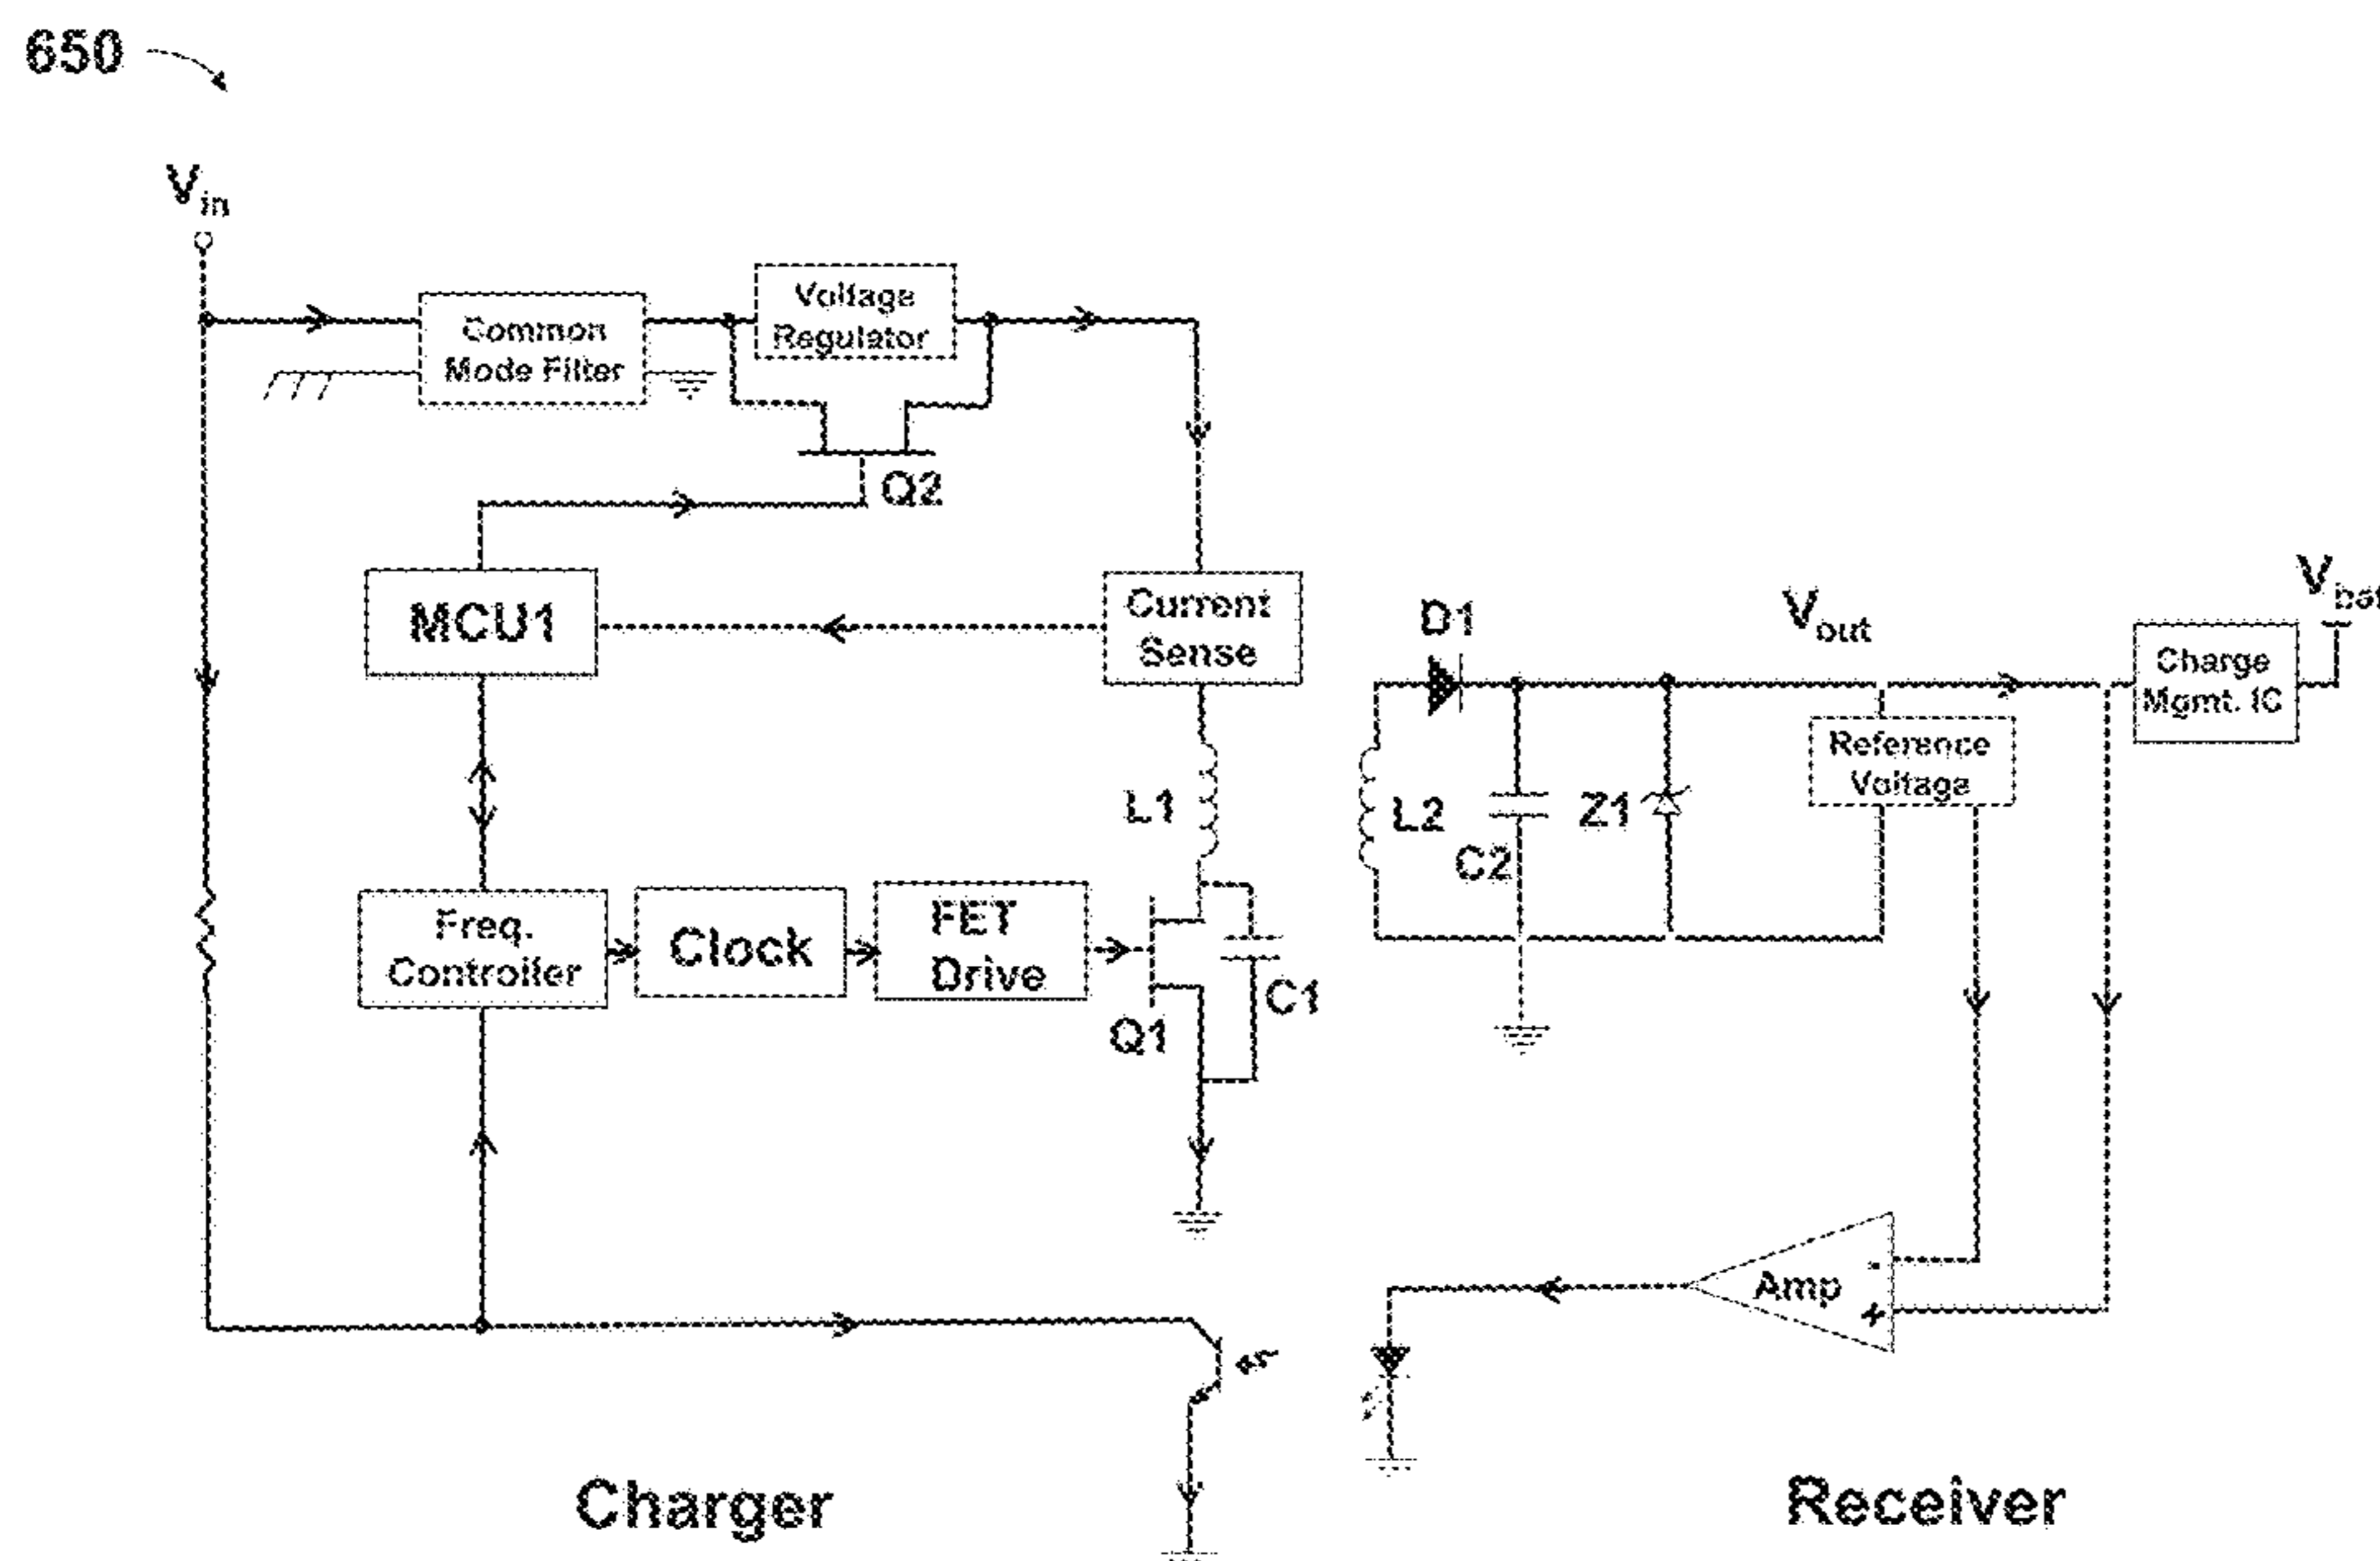 650
Vin
Common
Mode Filter
Voltage
Regulator
Q2
MCU1
Current
Sense
D1
Vout
Vbat
Charge
Mgmt. IC
Reference
Voltage
L1
L2
C2
Z1
Freq.
Controller
Clock
FET
Drive
Q1
C1
Amp
-
+
Charger
Receiver